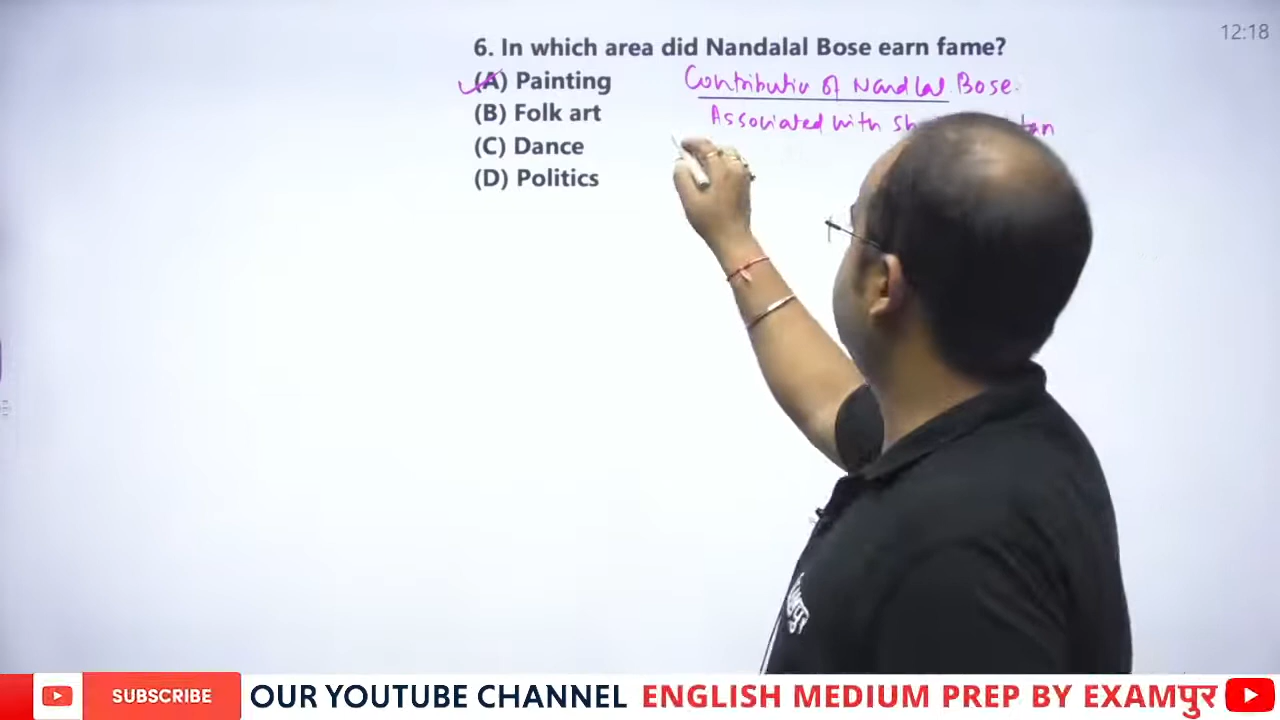 12:18
6. In which area did Nandalal Bose earn fame?
(A) Painting
Contributio of Nandlal Bose.
(B) Folk art
Associated with
(C) Dance
(D) Politics
SUBSCRIBE
OUR YOUTUBE CHANNEL ENGLISH MEDIUM PREP BY EXAMपुर